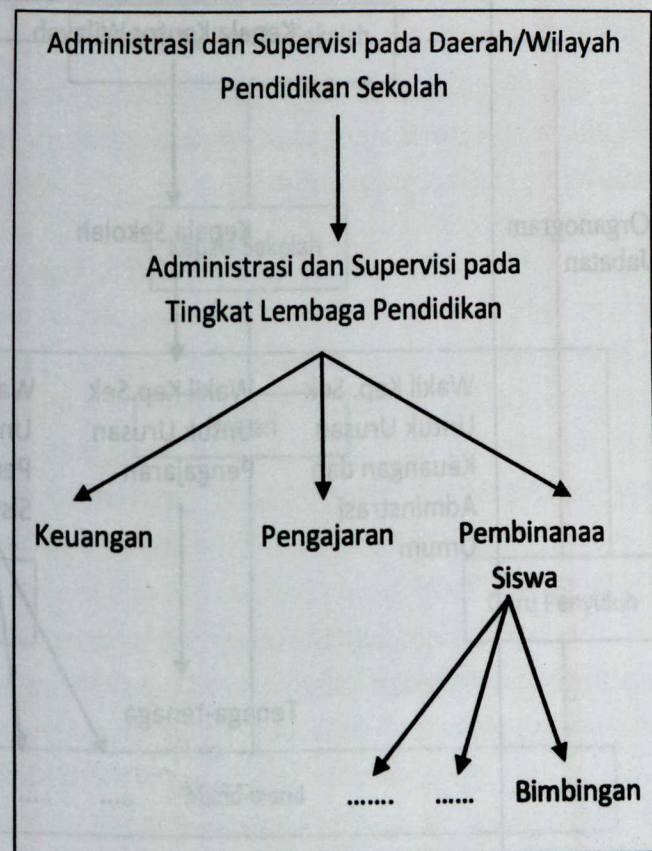 Administrasi dan Supervisi pada Daerah/Wilayah
Pendidikan Sekolah
Administrasi dan Supervisi pada
Tingkat Lembaga Pendidikan
Keuangan
Pengajaran
Pembinanaa
Siswa
.......
......
Bimbingan